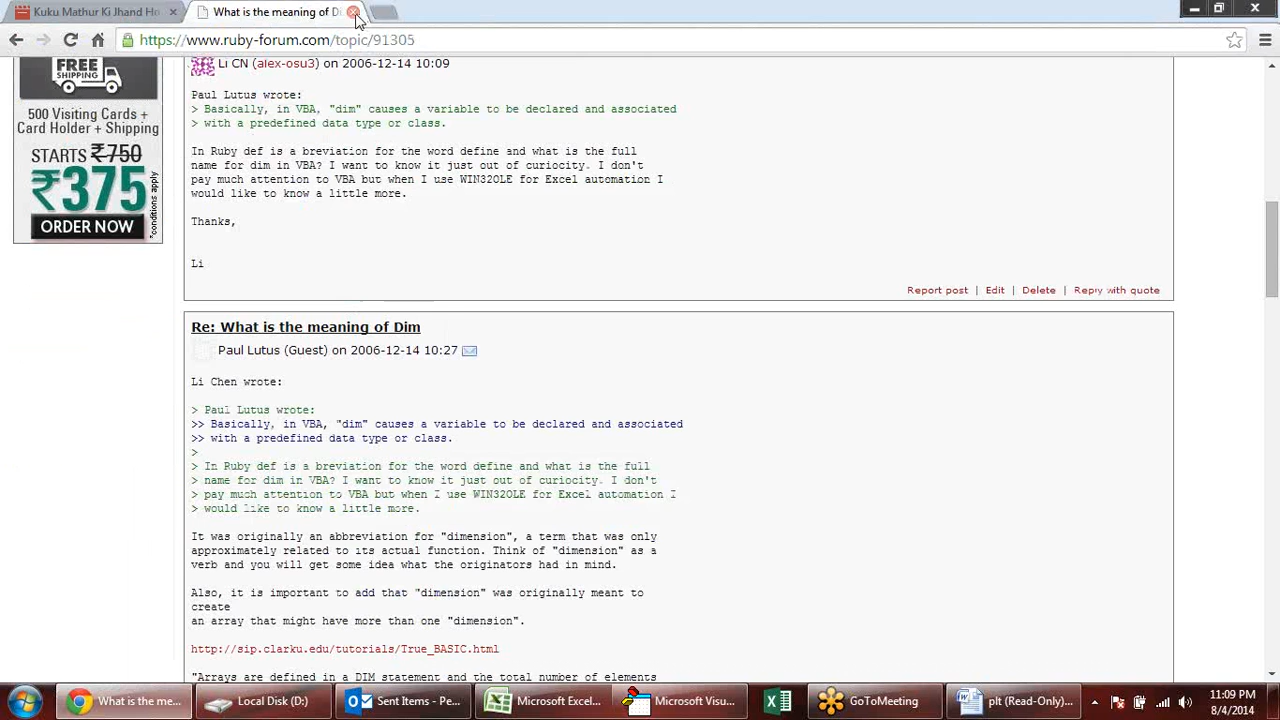 Kuku Mathur Ki Jhand Ho
What is the meaning of D
https://www.ruby-forum.com/topic/91305
FREE
SHIPPING
500 Visiting Cards +
Card Holder + Shipping
STARTS ₹750
₹375
*conditions apply
ORDER NOW
Li CN (alex-osu3) on 2006-12-14 10:09
Paul Lutus wrote:
> Basically, in VBA, "dim" causes a variable to be declared and associated
> with a predefined data type or class.
In Ruby def is a breviation for the word define and what is the full
name for dim in VBA? I want to know it just out of curiocity. I don't
pay much attention to VBA but when I use WIN32OLE for Excel automation I
would like to know a little more.
Thanks,
Li
Report post | Edit | Delete | Reply with quote
Re: What is the meaning of Dim
Paul Lutus (Guest) on 2006-12-14 10:27
Li Chen wrote:
> Paul Lutus wrote:
>> Basically, in VBA, "dim" causes a variable to be declared and associated
>> with a predefined data type or class.
>
> In Ruby def is a breviation for the word define and what is the full
> name for dim in VBA? I want to know it just out of curiocity. I don't
> pay much attention to VBA but when I use WIN32OLE for Excel automation I
> would like to know a little more.
It was originally an abbreviation for "dimension", a term that was only
approximately related to its actual function. Think of "dimension" as a
verb and you will get some idea what the originators had in mind.
Also, it is important to add that "dimension" was originally meant to
create
an array that might have more than one "dimension".
http://sip.clarku.edu/tutorials/True_BASIC.html
"Arrays are defined in a DIM statement and the total number of elements
What is the me...
Local Disk (D:)
Sent Items - Pe...
Microsoft Excel...
Microsoft Visu...
GoToMeeting
plt (Read-Only)...
11:09 PM
8/4/2014